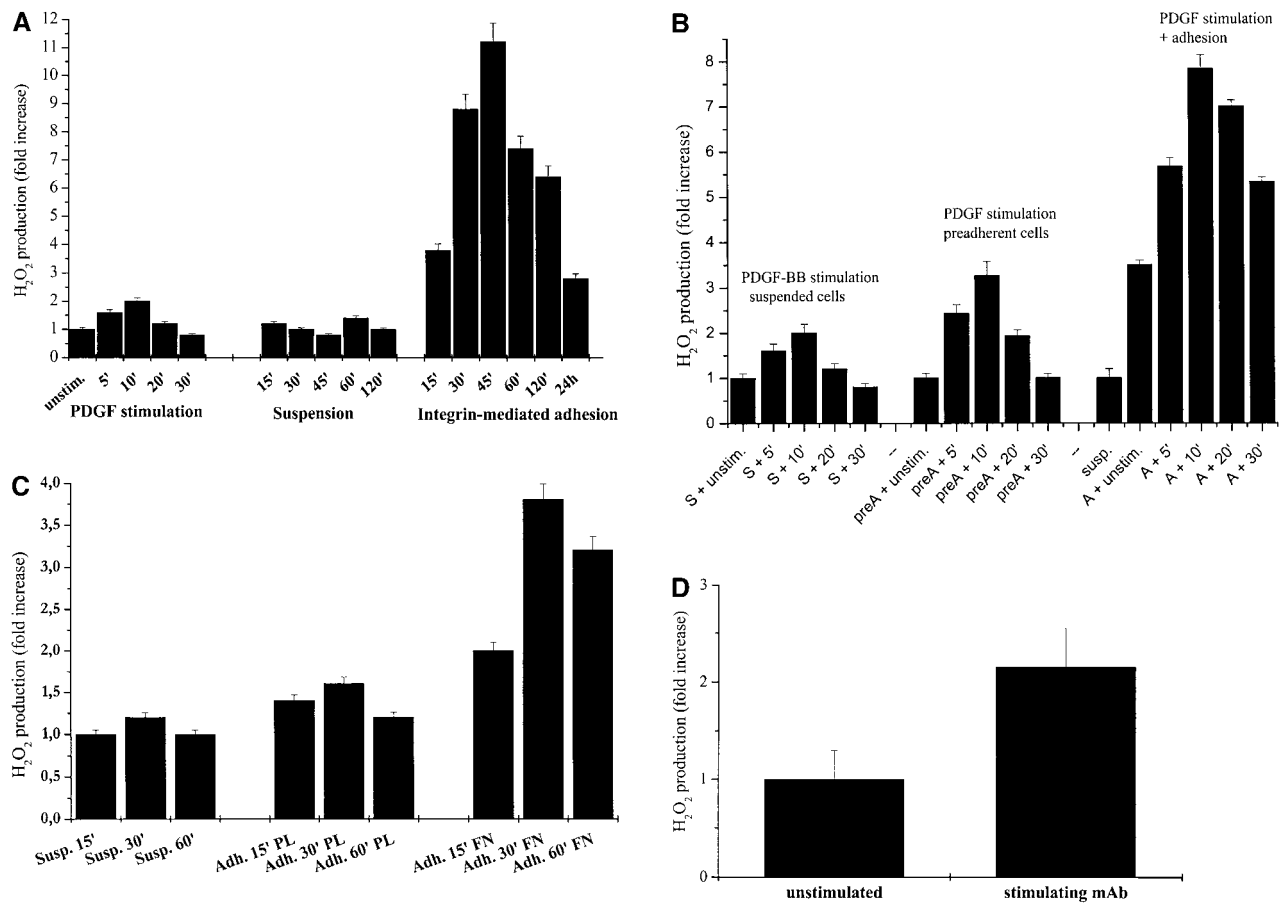 A
H₂O₂ production (fold increase)
12
11
10
9
8
7
6
5
4
3
2
1
0
unstim.
5'
10'
20'
30'
15'
30'
45'
60'
120'
15'
30'
45'
60'
120'
24h
PDGF stimulation
Suspension
Integrin-mediated adhesion
B
H₂O₂ production (fold increase)
8
7
6
5
4
3
2
1
0
PDGF-BB stimulation
suspended cells
PDGF stimulation
preadherent cells
PDGF stimulation
+ adhesion
S + unstim.
S + 5'
S + 10'
S + 20'
S + 30'
--
preA + unstim.
preA + 5'
preA + 10'
preA + 20'
preA + 30'
--
susp.
A + unstim.
A + 5'
A + 10'
A + 20'
A + 30'
C
H₂O₂ production (fold increase)
4,0
3,5
3,0
2,5
2,0
1,5
1,0
0,5
0,0
Susp. 15'
Susp. 30'
Susp. 60'
Adh. 15' PL
Adh. 30' PL
Adh. 60' PL
Adh. 15' FN
Adh. 30' FN
Adh. 60' FN
D
H₂O₂ production (fold increase)
3
2
1
0
unstimulated
stimulating mAb